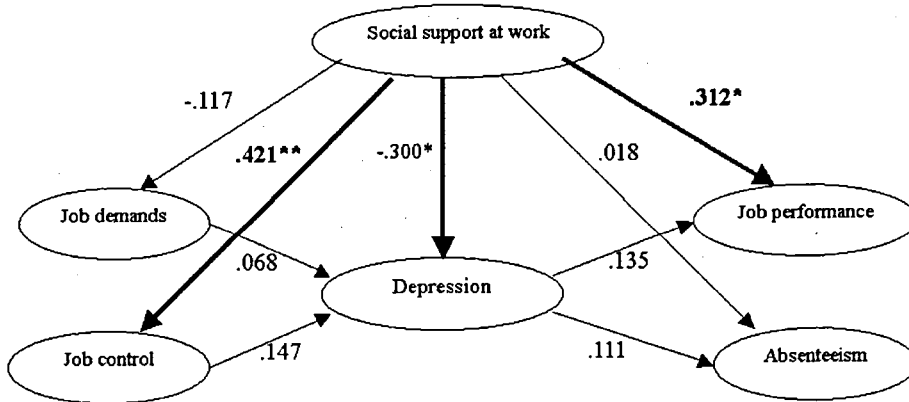 Social support at work
-.117
.312*
.421**
-.300*
.018
Job demands
Job performance
.068
.135
Depression
.147
.111
Job control
Absenteeism